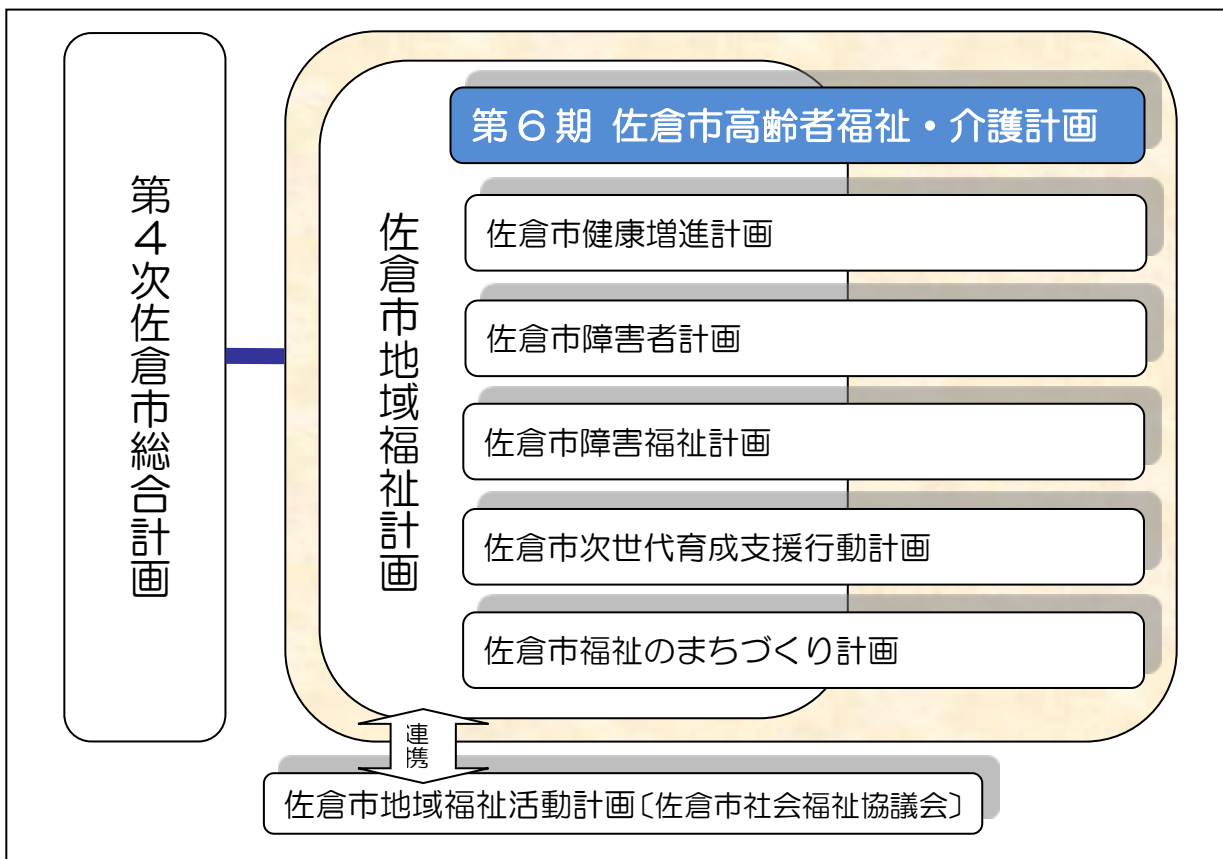 第4次佐倉市総合計画
佐倉市地域福祉計画
第6期 佐倉市高齢者福祉・介護計画
佐倉市健康増進計画
佐倉市障害者計画
佐倉市障害福祉計画
佐倉市次世代育成支援行動計画
佐倉市福祉のまちづくり計画
連携
佐倉市地域福祉活動計画〔佐倉市社会福祉協議会〕